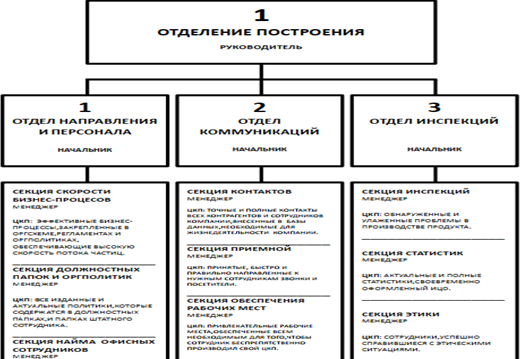 1
ОТДЕЛЕНИЕ ПОСТРОЕНИЯ
РУКОВОДИТЕЛЬ
1
ОТДЕЛ НАПРАВЛЕНИЯ
И ПЕРСОНАЛА
НАЧАЛЬНИК
2
ОТДЕЛ
КОММУНИКАЦИЙ
НАЧАЛЬНИК
3
ОТДЕЛ ИНСПЕКЦИЙ
НАЧАЛЬНИК
СЕКЦИЯ СКОРОСТИ
БИЗНЕС-ПРОЦЕСОВ
МЕНЕДЖЕР
ЦКП: ЭФФЕКТИВНЫЕ БИЗНЕС-
ПРОЦЕССЫ,ЗАКРЕПЛЕННЫЕ В
ОРГСХЕМЕ,РЕГЛАМЕНТАХ И
ОРГПОЛИТИКАХ,
ОБЕСПЕЧИВАЮЩИЕ ВЫСОКУЮ
СКОРОСТЬ ПОТОКА ЧАСТИЦ.
СЕКЦИЯ ДОЛЖНОСТНЫХ
ПАПОК И ОРГПОЛИТИК
МЕНЕДЖЕР
ЦКП: ВСЕ ИЗДАННЫЕ И
АКТУАЛЬНЫЕ ПОЛИТИКИ,КОТОРЫЕ
СОДЕРЖАТСЯ В ДОЛЖНОСТНЫХ
ПАПКАХ,И ПАПКАХ ШТАТНОГО
СОТРУДНИКА.
СЕКЦИЯ НАЙМА ОФИСНЫХ
СОТРУДНИКОВ
МЕНЕДЖЕР
СЕКЦИЯ КОНТАКТОВ
МЕНЕДЖЕР
ЦКП: ТОЧНЫЕ И ПОЛНЫЕ КОНТАКТЫ
ВСЕХ КОНТРАГЕНТОВ И СОТРУДНИКОВ
КОМПАНИИ,ВНЕСЕННЫЕ В БАЗЫ
ДАННЫХ,НЕОБХОДИМЫЕ ДЛЯ
ЖИЗНЕДЕЯТЕЛЬНОСТИ КОМПАНИИ.
СЕКЦИЯ ПРИЕМНОЙ
МЕНЕДЖЕР
ЦКП: ПРИНЯТЫЕ, БЫСТРО И
ПРАВИЛЬНО НАПРАВЛЕННЫЕ К
НУЖНЫМ СОТРУДНИКАМ ЗВОНКИ И
ПОСЕТИТЕЛИ.
СЕКЦИЯ ОБЕСПЕЧЕНИЯ
РАБОЧИХ МЕСТ
МЕНЕДЖЕР
ЦКП: ПРИВЛЕКАТЕЛЬНЫЕ РАБОЧИЕ
МЕСТА,ОБЕСПЕЧЕННЫЕ ВСЕМ
НЕОБХОДИМЫМ ДЛЯ ТОГО,ЧТОБЫ
СОТРУДНИК БЕСПРЕПЯТСТВЕННО
ПРОИЗВОДИЛ СВОЙ ЦКП.
СЕКЦИЯ ИНСПЕКЦИЙ
МЕНЕДЖЕР
ЦКП: ОБНАРУЖЕННЫЕ И
УЛАЖЕННЫЕ ПРОБЛЕМЫ В
ПРОИЗВОДСТВЕ ПРОДУКТА.
СЕКЦИЯ СТАТИСТИК
МЕНЕДЖЕР
ЦКП: АКТУАЛЬНЫЕ И ПОЛНЫЕ
СТАТИСТИКИ,СВОЕВРЕМЕННО
ОФОРМЛЕННЫЙ ИЦО.
СЕКЦИЯ ЭТИКИ
МЕНЕДЖЕР
ЦКП: СОТРУДНИКИ,УСПЕШНО
СПРАВИВШИЕСЯ С ЭТИЧЕСКИМИ
СИТУАЦИЯМИ.